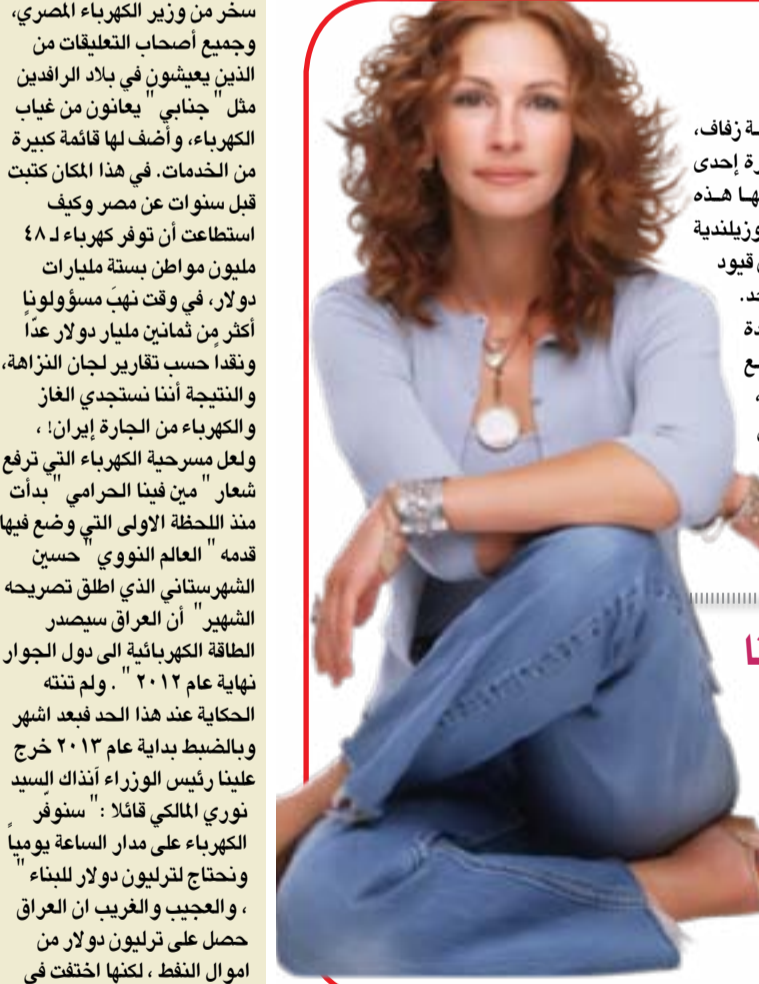 سخر من وزير الكهرباء المصري،
وجميع أصحاب التعليقات من
الذين يعيشون في بلاد الرافدين
مثل " جنابي " يعانون من غياب
الكهرباء، وأضف لها قائمة كبيرة
من الخدمات. في هذا المكان كتبت
قبل سنوات عن مصر وكيف
استطاعت أن توفر كهرباء لـ ٤٨
مليون مواطن بستة مليارات
دولار، في وقت نهبَ مسؤولونا
أكثر من ثمانين مليار دولار عدّاً
ونقدا حسب تقارير لجان النزاهة،
والنتيجة أننا نستجدي الغاز
والكهرباء من الجارة إيران! ،
ولعل مسرحية الكهرباء التي ترفع
شعار " مين فينا الحرامي " بدأت
منذ اللحظة الاولى التي وضع فيها
قدمه " العالم النووي " حسين
الشهرستاني الذي اطلق تصريحه
الشهير " أن العراق سيصدر
الطاقة الكهربائية الى دول الجوار
نهاية عام ٢٠١٢ " . ولم تنته
الحكاية عند هذا الحد فبعد اشهر
وبالضبط بداية عام ٢٠١٣ خرج
علينا رئيس الوزراء آنذاك السيد
نوري المالكي قائلا : " سنوفّر
الكهرباء على مدار الساعة يومياً
ونحتاج لترليون دولار للبناء "
، والعجيب والغريب ان العراق
حصل على ترليون دولار من
اموال النفط ، لكنها اختفت في
ـة زفاف،
رة إحدى
ـها هـذه
وزيلندية
قيود
ـد.
ـدة
ـع
،
ـا